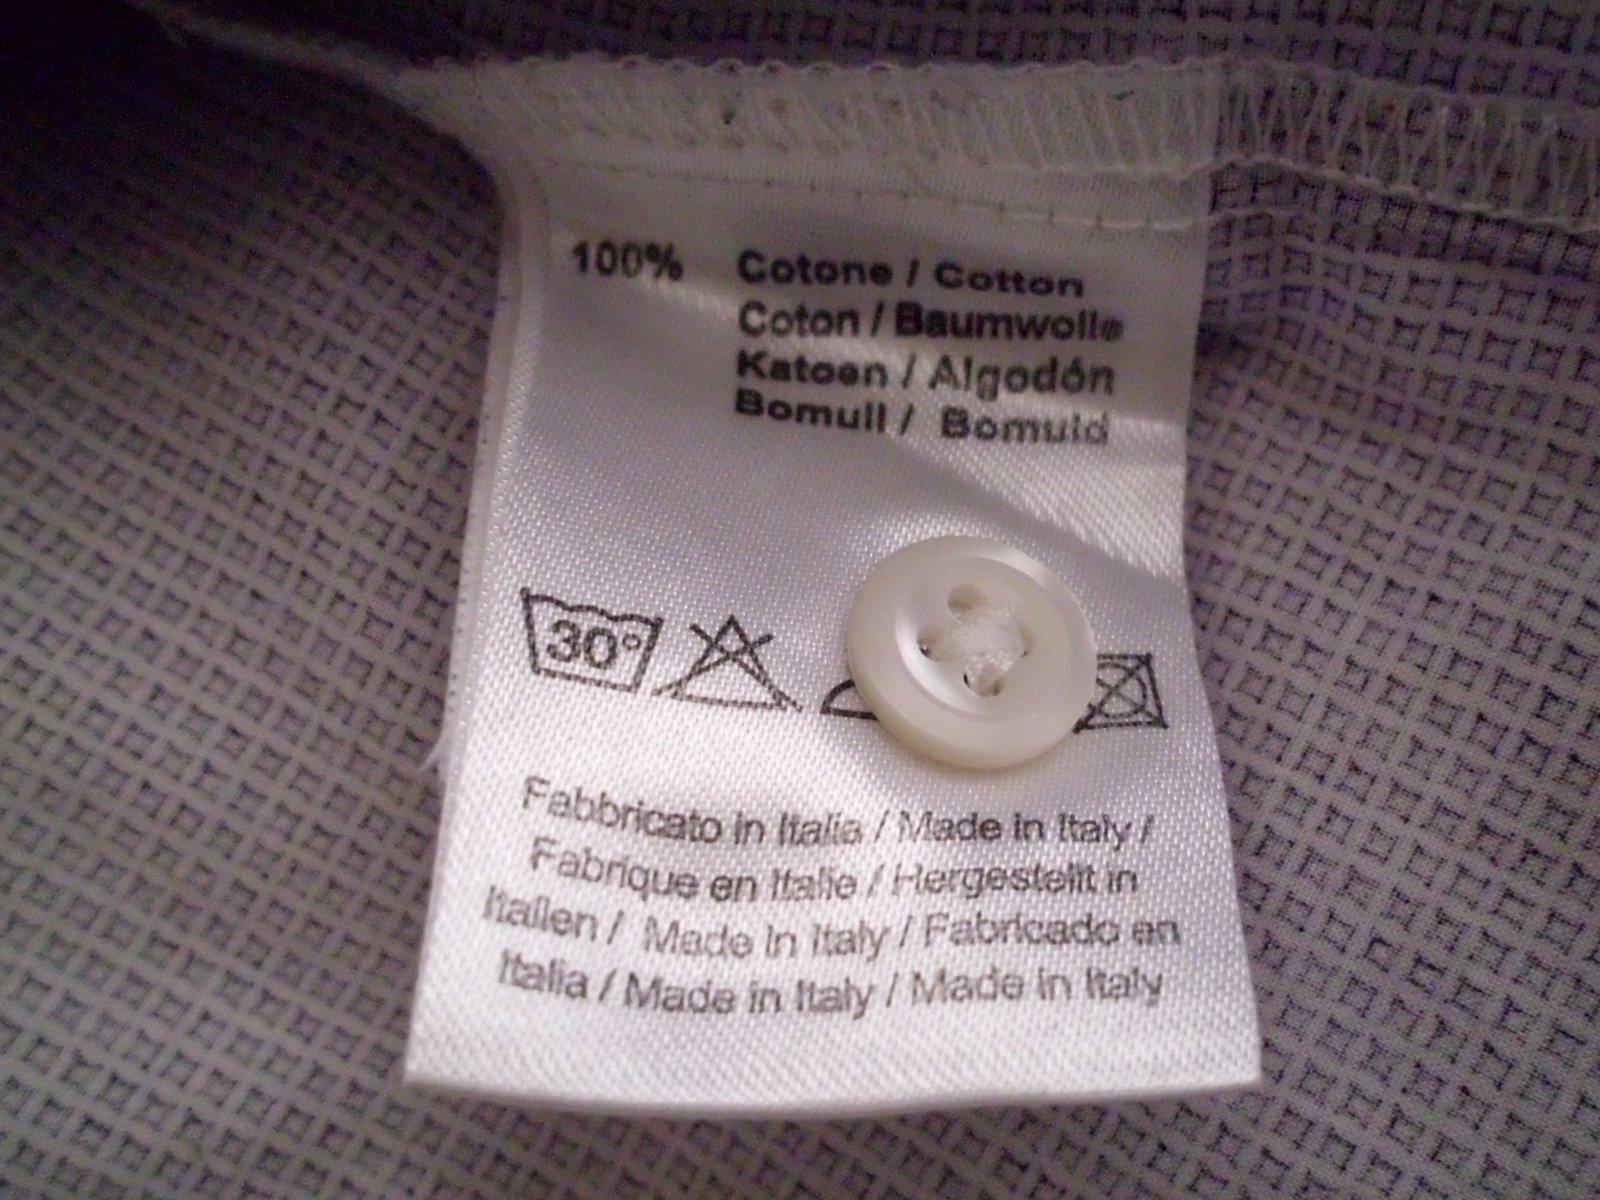 100% Cotone / Cotton
Coton / Baumwolle
Katoen / Algodón
Bomull / Bomuld
30°
Fabbricato in Italia / Made in Italy /
Fabrique en Italie / Hergestellt in
Italien / Made in Italy / Fabricado en
Italia / Made in Italy / Made in Italy